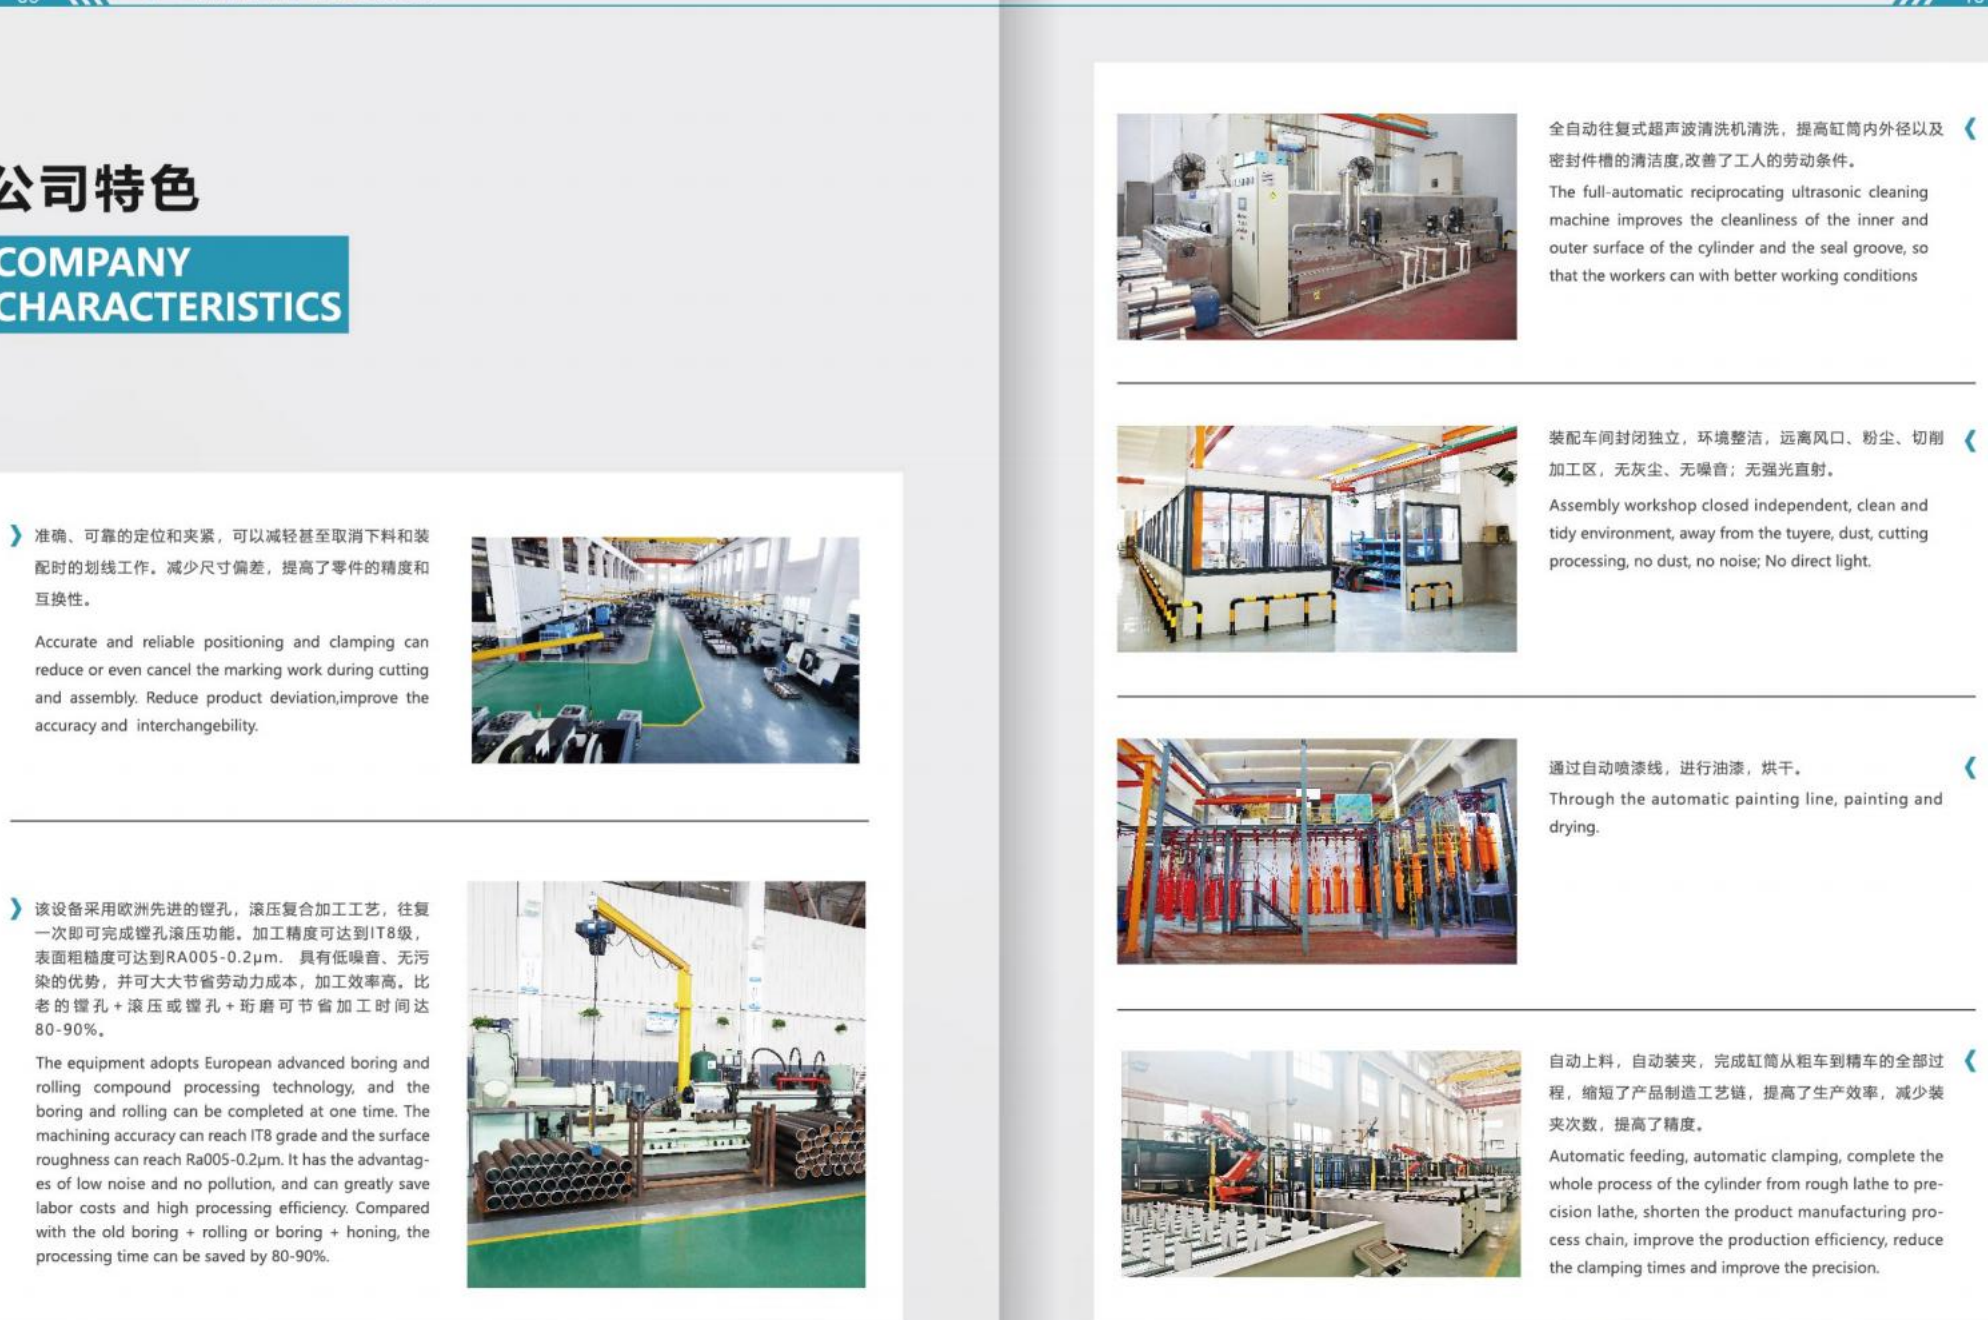 公司特色
COMPANY
CHARACTERISTICS
准确、可靠的定位和夹紧，可以减轻甚至取消下料和装
配时的划线工作。减少尺寸偏差，提高了零件的精度和
互换性。
Accurate and reliable positioning and clamping can
reduce or even cancel the marking work during cutting
and assembly. Reduce product deviation,improve the
accuracy and interchangebility.
该设备采用欧洲先进的镗孔，滚压复合加工工艺，往复
一次即可完成镗孔滚压功能。加工精度可达到IT8级，
表面粗糙度可达到RA005-0.2μm. 具有低噪音、无污
染的优势，并可大大节省劳动力成本，加工效率高。比
老的镗孔+滚压或镗孔+珩磨可节省加工时间达
80-90%。
The equipment adopts European advanced boring and
rolling compound processing technology, and the
boring and rolling can be completed at one time. The
machining accuracy can reach IT8 grade and the surface
roughness can reach Ra005-0.2μm. It has the advantag-
es of low noise and no pollution, and can greatly save
labor costs and high processing efficiency. Compared
with the old boring + rolling or boring + honing, the
processing time can be saved by 80-90%.
全自动往复式超声波清洗机清洗，提高缸筒内外径以及
密封件槽的清洁度,改善了工人的劳动条件。
The full-automatic reciprocating ultrasonic cleaning
machine improves the cleanliness of the inner and
outer surface of the cylinder and the seal groove, so
that the workers can with better working conditions
装配车间封闭独立，环境整洁，远离风口、粉尘、切削
加工区，无灰尘、无噪音；无强光直射。
Assembly workshop closed independent, clean and
tidy environment, away from the tuyere, dust, cutting
processing, no dust, no noise; No direct light.
通过自动喷漆线，进行油漆，烘干。
Through the automatic painting line, painting and
drying.
自动上料，自动装夹，完成缸筒从粗车到精车的全部过
程，缩短了产品制造工艺链，提高了生产效率，减少装
夹次数，提高了精度。
Automatic feeding, automatic clamping, complete the
whole process of the cylinder from rough lathe to pre-
cision lathe, shorten the product manufacturing pro-
cess chain, improve the production efficiency, reduce
the clamping times and improve the precision.